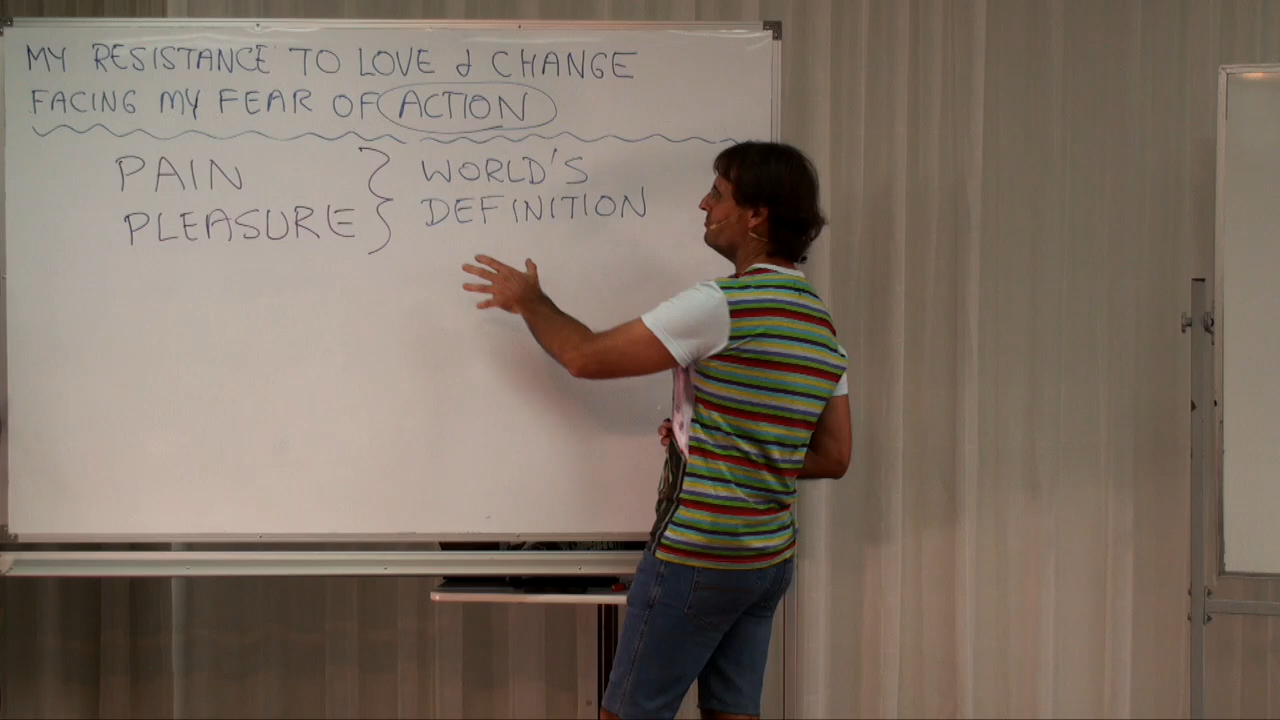 MY RESISTANCE TO LOVE & CHANGE
FACING MY FEAR OF ACTION
PAIN
PLEASURE
} WORLD'S
DEFINITION